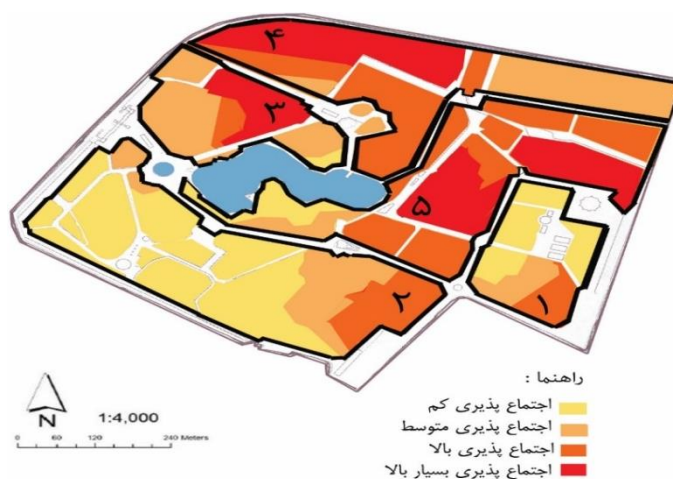 ۴
۳
۵
۱
۲
راهنما :
اجتماع پذیری کم
اجتماع پذیری متوسط
اجتماع پذیری بالا
اجتماع پذیری بسیار بالا
N
1:4,000
0 60 120 240 Meters